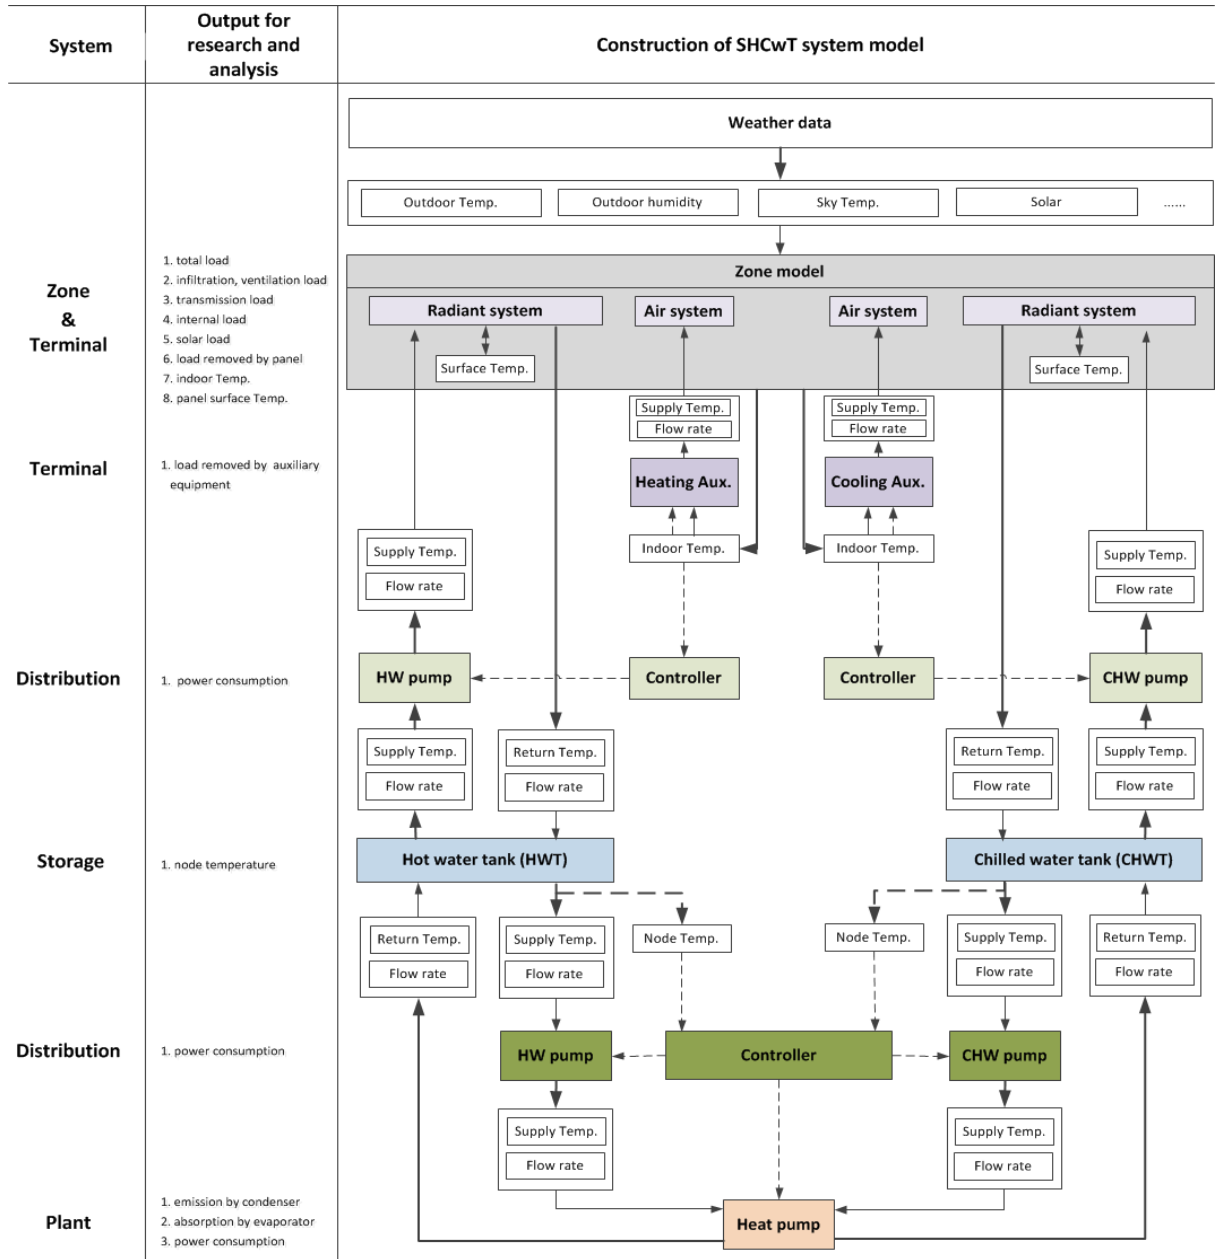 System
Output for
research and
analysis
Construction of SHCwT system model
Weather data
Outdoor Temp.
Outdoor humidity
Sky Temp.
Solar
......
Zone
&
Terminal
1. total load
2. infiltration, ventilation load
3. transmission load
4. internal load
5. solar load
6. load removed by panel
7. indoor Temp.
8. panel surface Temp.
Zone model
Radiant system
Air system
Air system
Radiant system
Surface Temp.
Surface Temp.
Supply Temp.
Flow rate
Supply Temp.
Flow rate
Terminal
1. load removed by auxiliary
equipment
Heating Aux.
Cooling Aux.
Supply Temp.
Flow rate
Indoor Temp.
Indoor Temp.
Supply Temp.
Flow rate
Distribution
1. power consumption
HW pump
Controller
Controller
CHW pump
Supply Temp.
Flow rate
Return Temp.
Flow rate
Return Temp.
Flow rate
Supply Temp.
Flow rate
Storage
1. node temperature
Hot water tank (HWT)
Chilled water tank (CHWT)
Return Temp.
Flow rate
Supply Temp.
Flow rate
Node Temp.
Node Temp.
Supply Temp.
Flow rate
Return Temp.
Flow rate
Distribution
1. power consumption
HW pump
Controller
CHW pump
Supply Temp.
Flow rate
Supply Temp.
Flow rate
Plant
1. emission by condenser
2. absorption by evaporator
3. power consumption
Heat pump